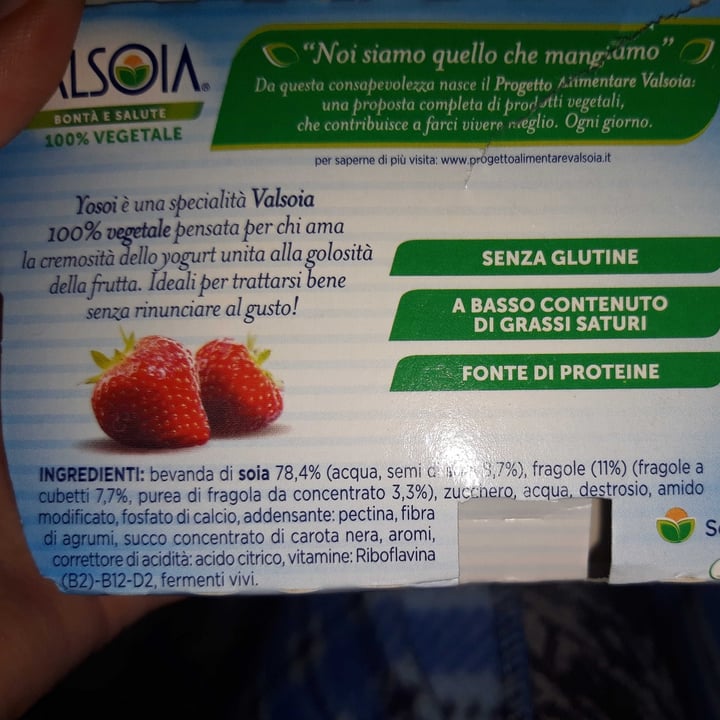 ALSOIA®
BONTÀ E SALUTE
100% VEGETALE
“Noi siamo quello che mangiamo”
Da questa consapevolezza nasce il Progetto Alimentare Valsoia:
una proposta completa di prodotti vegetali,
che contribuisce a farci vivere meglio. Ogni giorno.
per saperne di più visita: www.progettoalimentarevalsoia.it
Yosoi è una specialità Valsoia
100% vegetale pensata per chi ama
la cremosità dello yogurt unita alla golosità
della frutta. Ideali per trattarsi bene
senza rinunciare al gusto!
SENZA GLUTINE
A BASSO CONTENUTO
DI GRASSI SATURI
FONTE DI PROTEINE
INGREDIENTI: bevanda di soia 78,4% (acqua, semi 8,7%), fragole (11%) (fragole a
cubetti 7,7%, purea di fragola da concentrato 3,3%), zucchero, acqua, destrosio, amido
modificato, fosfato di calcio, addensante: pectina, fibra
di agrumi, succo concentrato di carota nera, aromi,
correttore di acidità: acido citrico, vitamine: Riboflavina
(B2)-B12-D2, fermenti vivi.